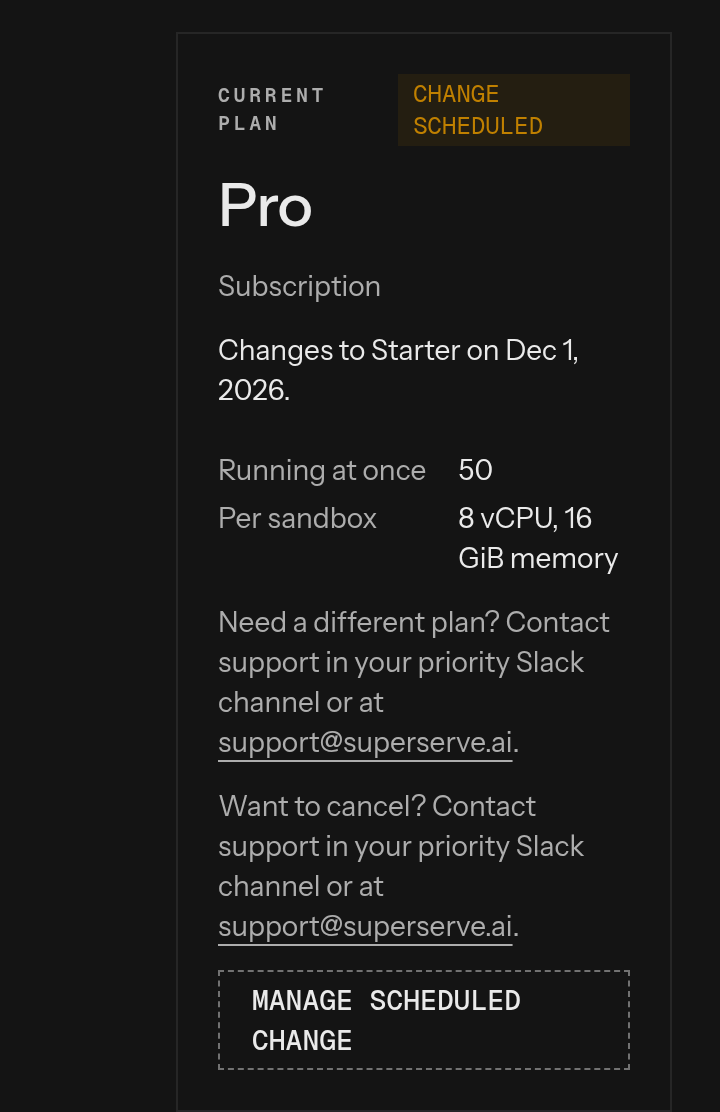 CURRENT
PLAN
CHANGE
SCHEDULED
Pro
Subscription
Changes to Starter on Dec 1,
2026.
Running at once 50
Per sandbox 8 vCPU, 16
GiB memory
Need a different plan? Contact
support in your priority Slack
channel or at
support@superserve.ai.
Want to cancel? Contact
support in your priority Slack
channel or at
support@superserve.ai.
MANAGE SCHEDULED
CHANGE